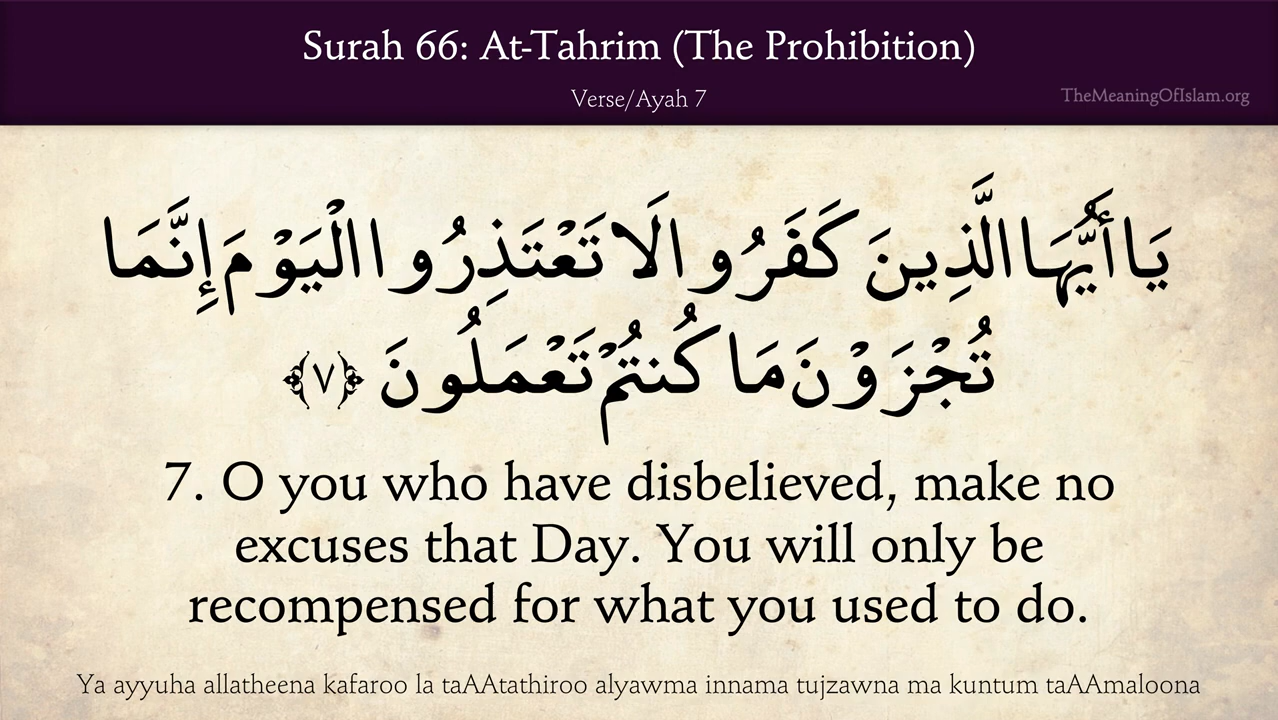 Surah 66: At-Tahrim (The Prohibition)
Verse/Ayah 7
TheMeaningOfIslam.org
يَا أَيُّهَا الَّذِينَ كَفَرُوا لَا تَعْتَذِرُوا الْيَوْمَ إِنَّمَا
تُجْزَوْنَ مَا كُنتُمْ تَعْمَلُونَ ﴿٧﴾
7. O you who have disbelieved, make no
excuses that Day. You will only be
recompensed for what you used to do.
Ya ayyuha allatheena kafaroo la taAAtathiroo alyawma innama tujzawna ma kuntum taAAmaloona